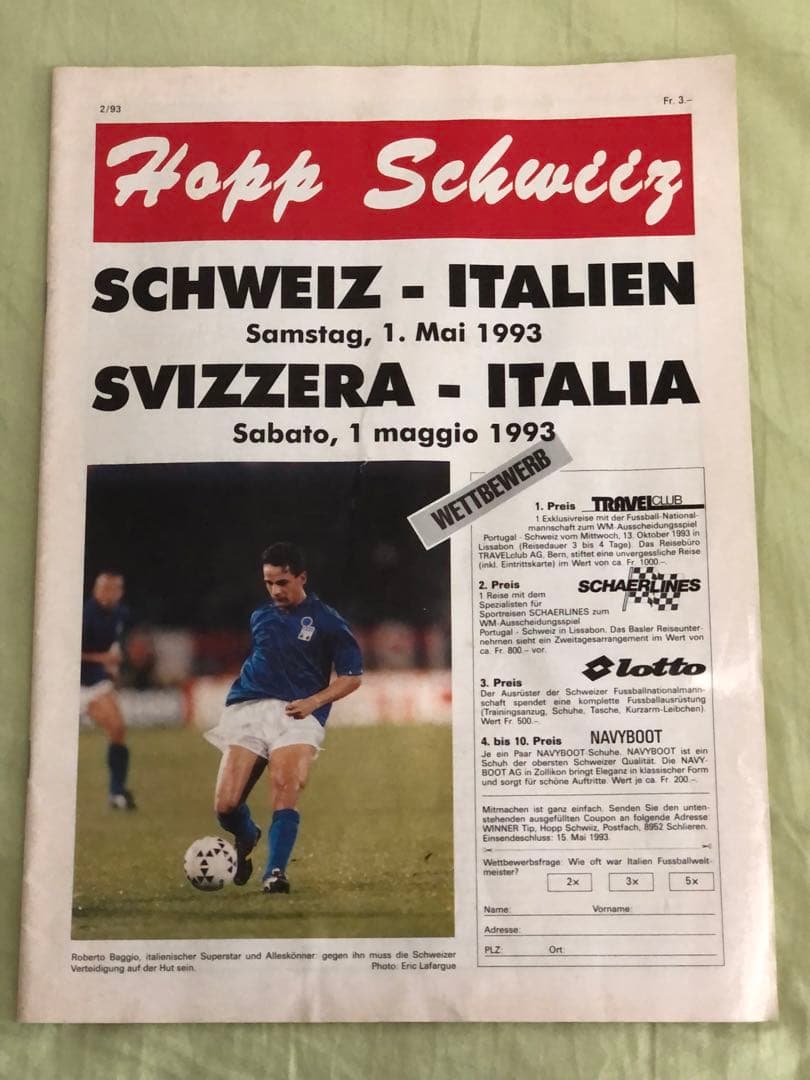 2/93
Fr. 3.–
Hopp Schwiiz
SCHWEIZ - ITALIEN
Samstag, 1. Mai 1993
SVIZZERA - ITALIA
Sabato, 1 maggio 1993
WETTBEWERB
1. Preis TRAVELCLUB
1 Exklusivreise mit der Fussball-National-
mannschaft zum WM-Ausscheidungsspiel
Portugal - Schweiz vom Mittwoch, 13. Oktober 1993 in
Lissabon (Reisedauer 3 bis 4 Tage). Das Reisebüro
TRAVELclub AG, Bern, stiftet eine unvergessliche Reise
(inkl. Eintrittskarte) im Wert von ca. Fr. 1000.–.
2. Preis SCHAERLINES
1 Reise mit dem
Spezialisten für
Sportreisen SCHAERLINES zum
WM-Ausscheidungsspiel
Portugal - Schweiz in Lissabon. Das Basler Reiseunter-
nehmen sieht ein Zweitagesarrangement im Wert von
ca. Fr. 800.– vor.
lotto
3. Preis
Der Ausrüster der Schweizer Fussballnationalmann-
schaft spendet eine komplette Fussballausrüstung
(Trainingsanzug, Schuhe, Tasche, Kurzarm-Leibchen).
Wert Fr. 500.–.
4. bis 10. Preis NAVYBOOT
Je ein Paar NAVYBOOT-Schuhe. NAVYBOOT ist ein
Schuh der obersten Schweizer Qualität. Die NAVY-
BOOT AG in Zollikon bringt Eleganz in klassischer Form
und sorgt für schöne Auftritte. Wert je ca. Fr. 200.–.
Mitmachen ist ganz einfach. Senden Sie den unten-
stehenden ausgefüllten Coupon an folgende Adresse:
WINNER Tip, Hopp Schwiiz, Postfach, 8952 Schlieren.
Einsendeschluss: 15. Mai 1993.
Wettbewerbsfrage: Wie oft war Italien Fussballwelt-
meister?
2x 3x 5x
Name: Vorname:
Adresse:
PLZ: Ort:
Roberto Baggio, italienischer Superstar und Alleskönner: gegen ihn muss die Schweizer
Verteidigung auf der Hut sein. Photo: Eric Lafargue